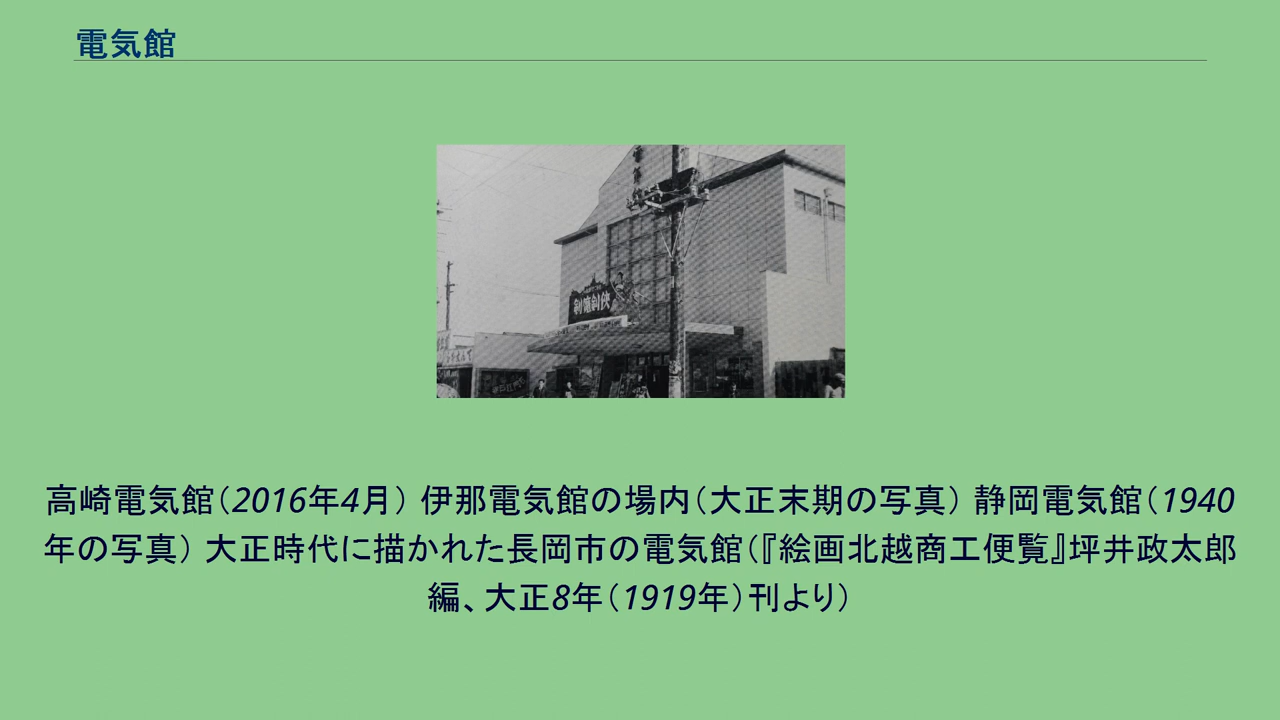 電気館
剣侠
高崎電気館(2016年4月) 伊那電気館の場内(大正末期の写真) 静岡電気館(1940
年の写真) 大正時代に描かれた長岡市の電気館(『絵画北越商工便覧』坪井政太郎
編、大正8年(1919年)刊より)